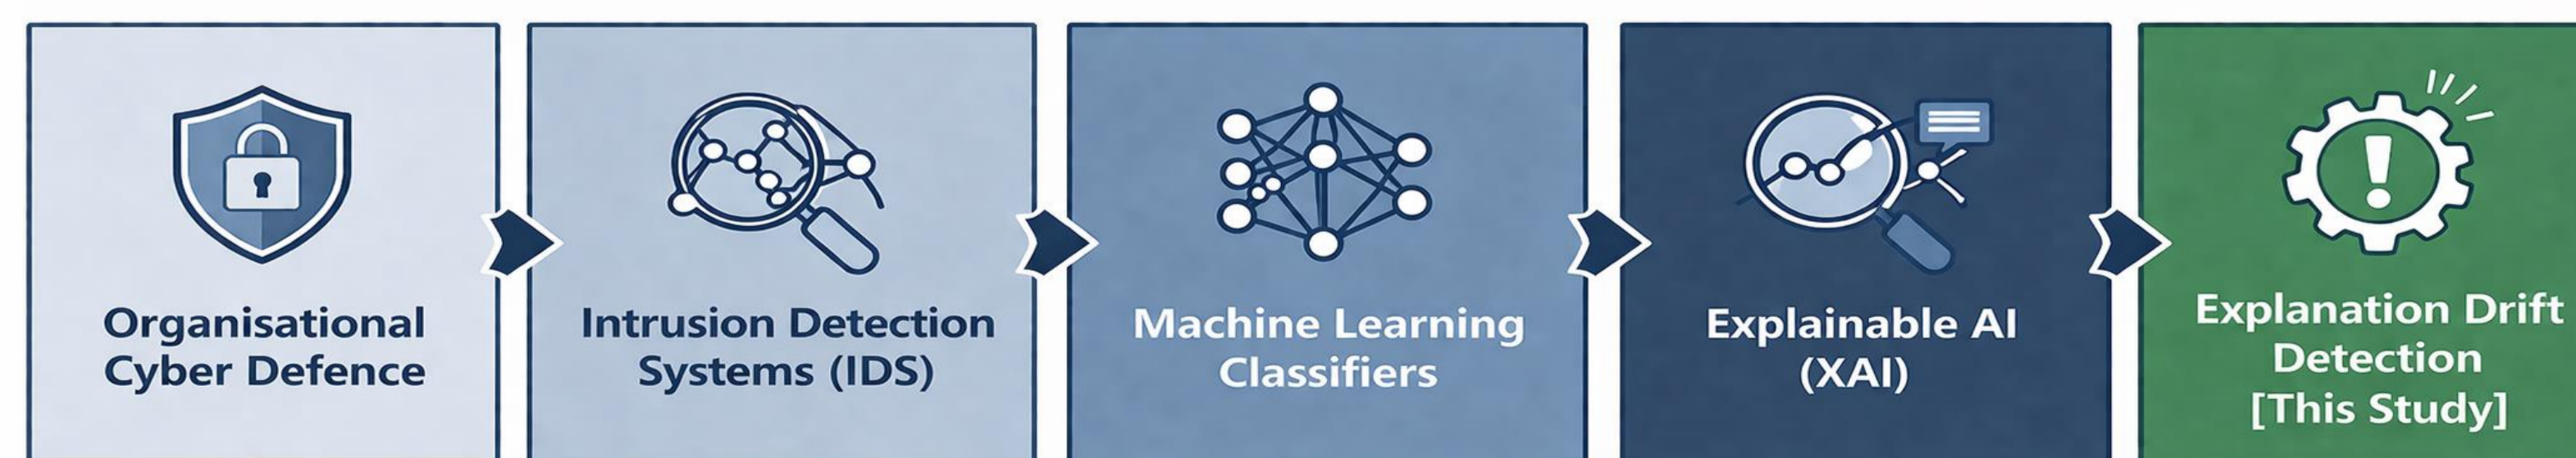 Organisational
Cyber Defence
Intrusion Detection
Systems (IDS)
Machine Learning
Classifiers
Explainable AI
(XAI)
Explanation Drift
Detection
[This Study]